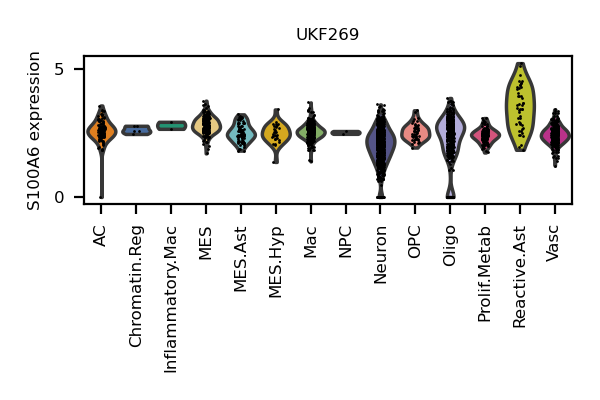 UKF269
S100A6 expression
5
0
AC
Chromatin.Reg
Inflammatory.Mac
MES
MES.Ast
MES.Hyp
Mac
NPC
Neuron
OPC
Oligo
Prolif.Metab
Reactive.Ast
Vasc